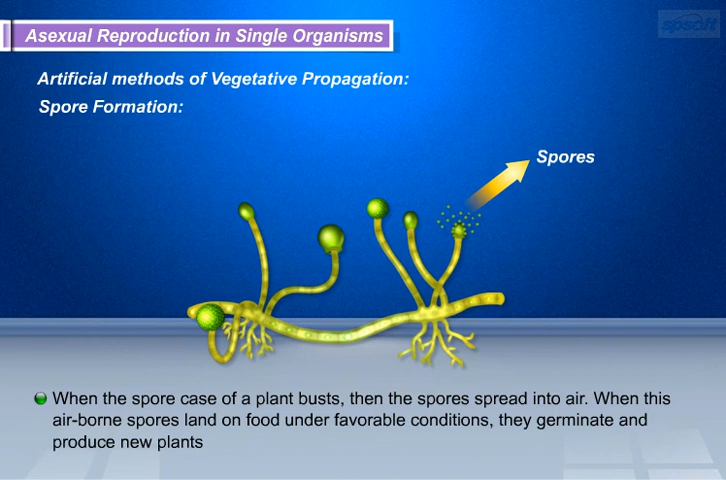 spsoft
Asexual Reproduction in Single Organisms
Artificial methods of Vegetative Propagation:
Spore Formation:
Spores
When the spore case of a plant busts, then the spores spread into air. When this
air-borne spores land on food under favorable conditions, they germinate and
produce new plants